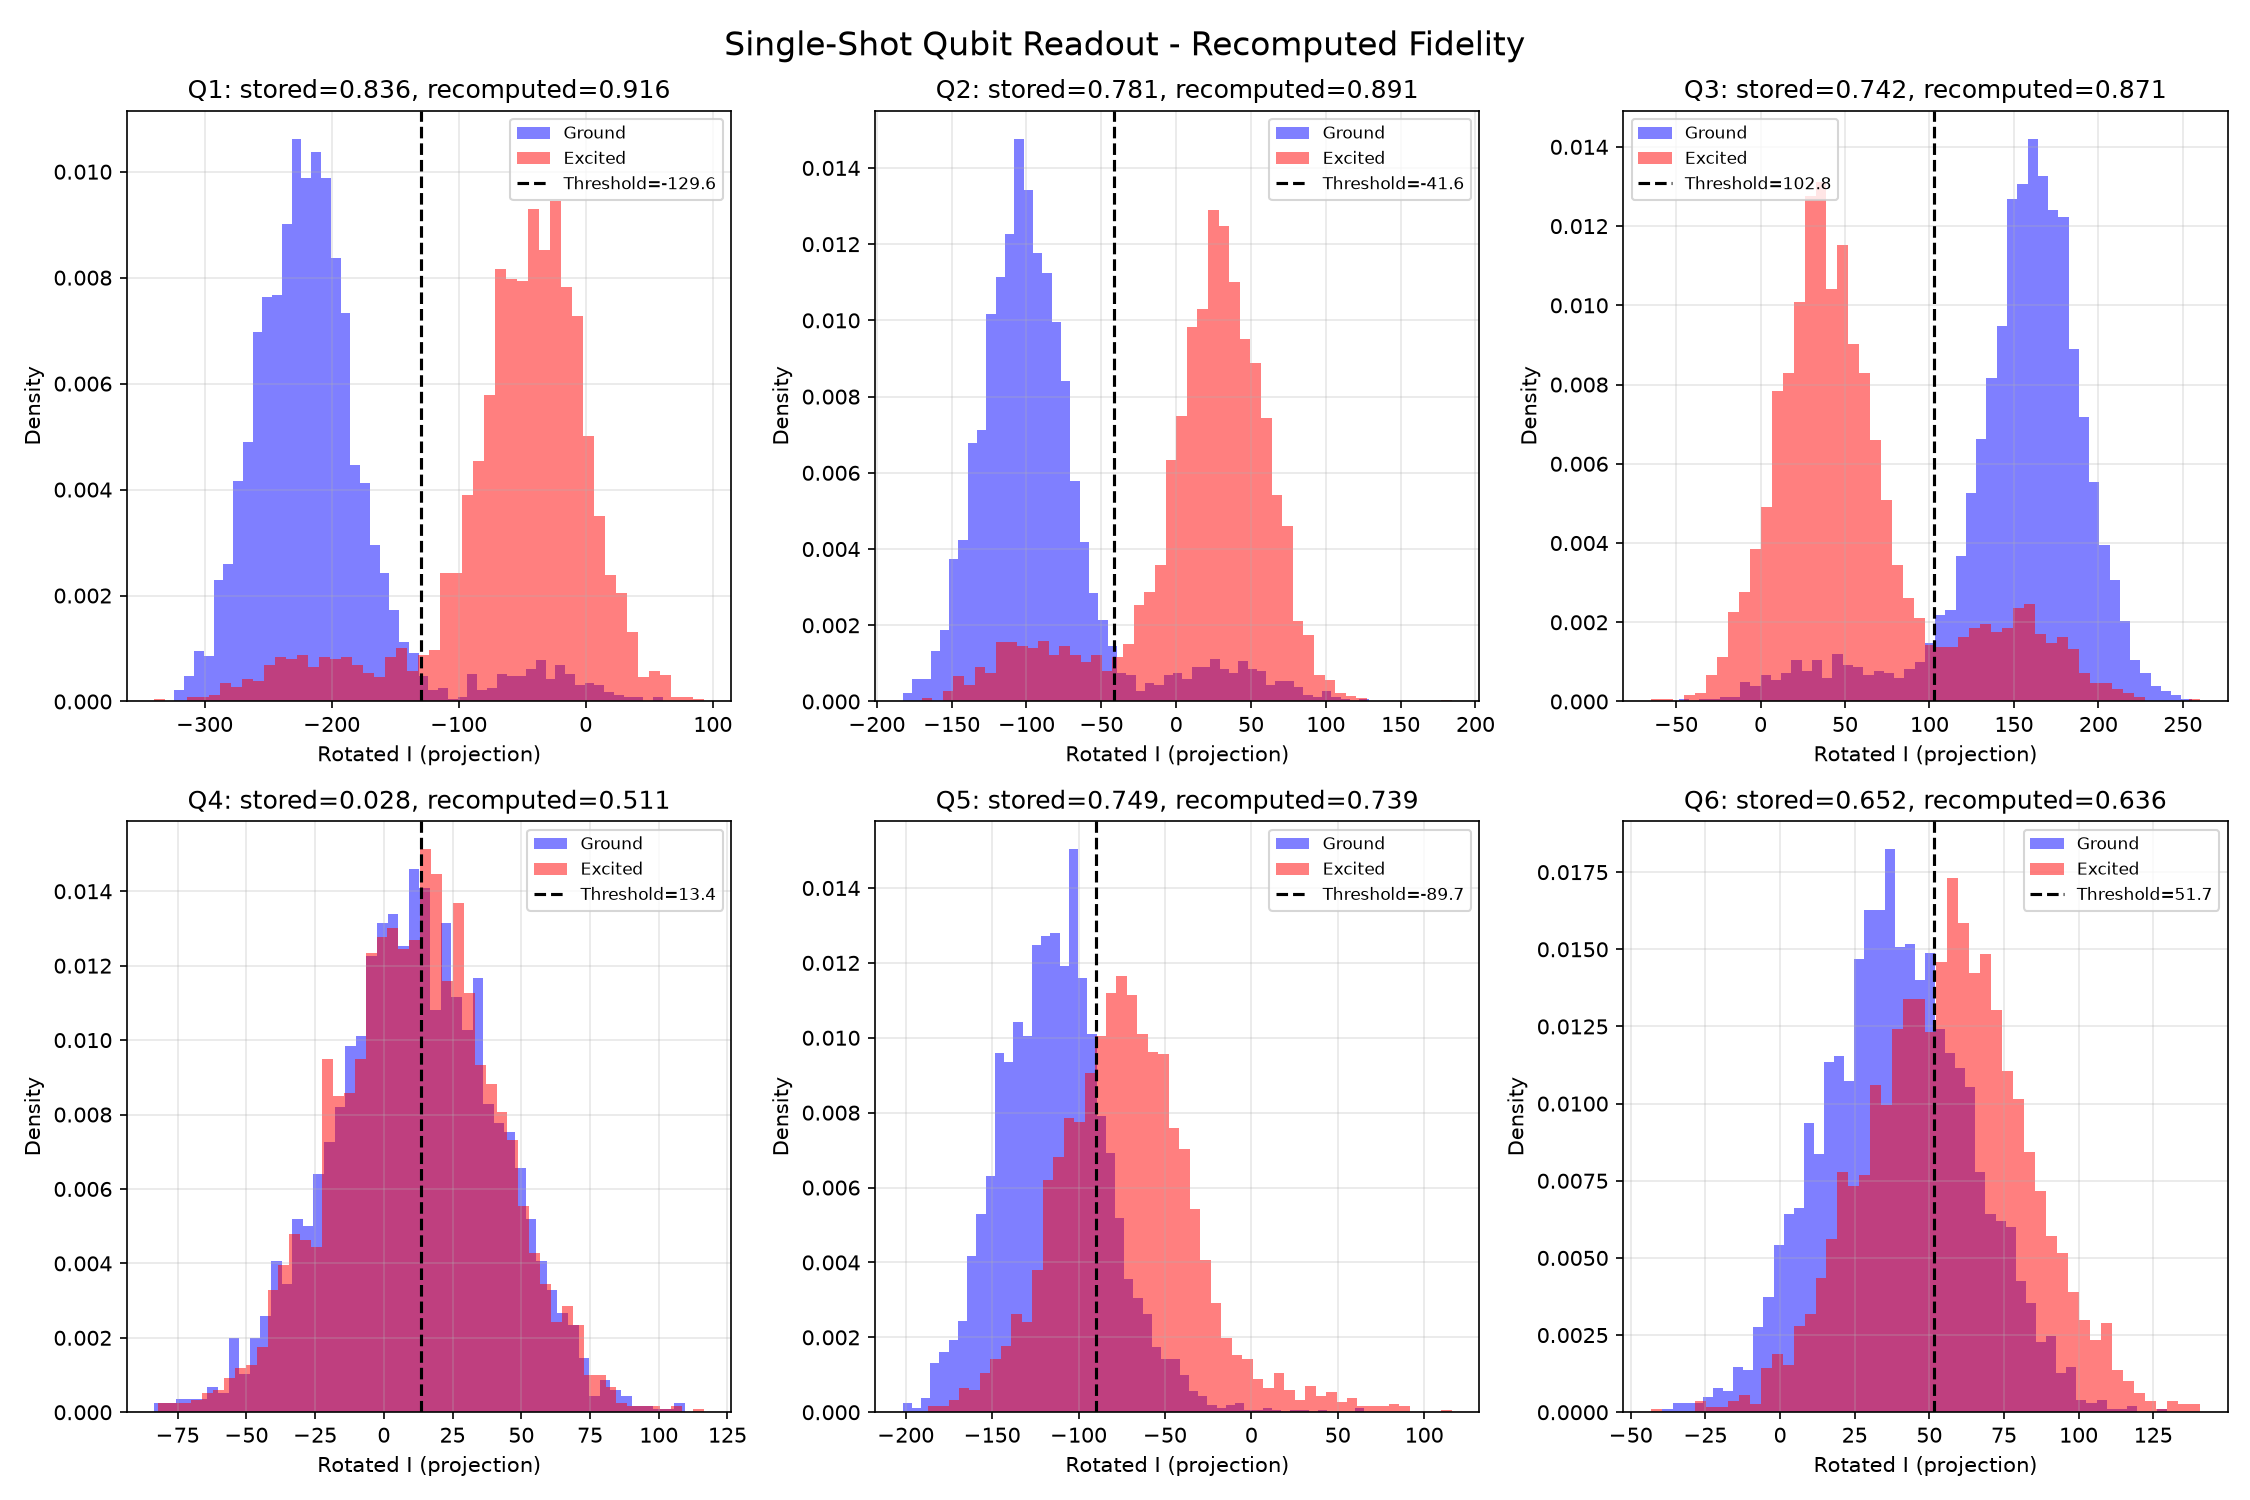 Single-Shot Qubit Readout - Recomputed Fidelity
Q1: stored=0.836, recomputed=0.916
Ground
Excited
Threshold=-129.6
0.010
0.008
0.006
0.004
0.002
0.000
Density
−300 −200 −100 0 100
Rotated I (projection)
Q2: stored=0.781, recomputed=0.891
Ground
Excited
Threshold=-41.6
0.014
0.012
0.010
0.008
0.006
0.004
0.002
0.000
Density
−200 −150 −100 −50 0 50 100 150 200
Rotated I (projection)
Q3: stored=0.742, recomputed=0.871
Ground
Excited
Threshold=102.8
0.014
0.012
0.010
0.008
0.006
0.004
0.002
0.000
Density
−50 0 50 100 150 200 250
Rotated I (projection)
Q4: stored=0.028, recomputed=0.511
Ground
Excited
Threshold=13.4
0.014
0.012
0.010
0.008
0.006
0.004
0.002
0.000
Density
−75 −50 −25 0 25 50 75 100 125
Rotated I (projection)
Q5: stored=0.749, recomputed=0.739
Ground
Excited
Threshold=-89.7
0.014
0.012
0.010
0.008
0.006
0.004
0.002
0.000
Density
−200 −150 −100 −50 0 50 100
Rotated I (projection)
Q6: stored=0.652, recomputed=0.636
Ground
Excited
Threshold=51.7
0.0175
0.0150
0.0125
0.0100
0.0075
0.0050
0.0025
0.0000
Density
−50 −25 0 25 50 75 100 125
Rotated I (projection)